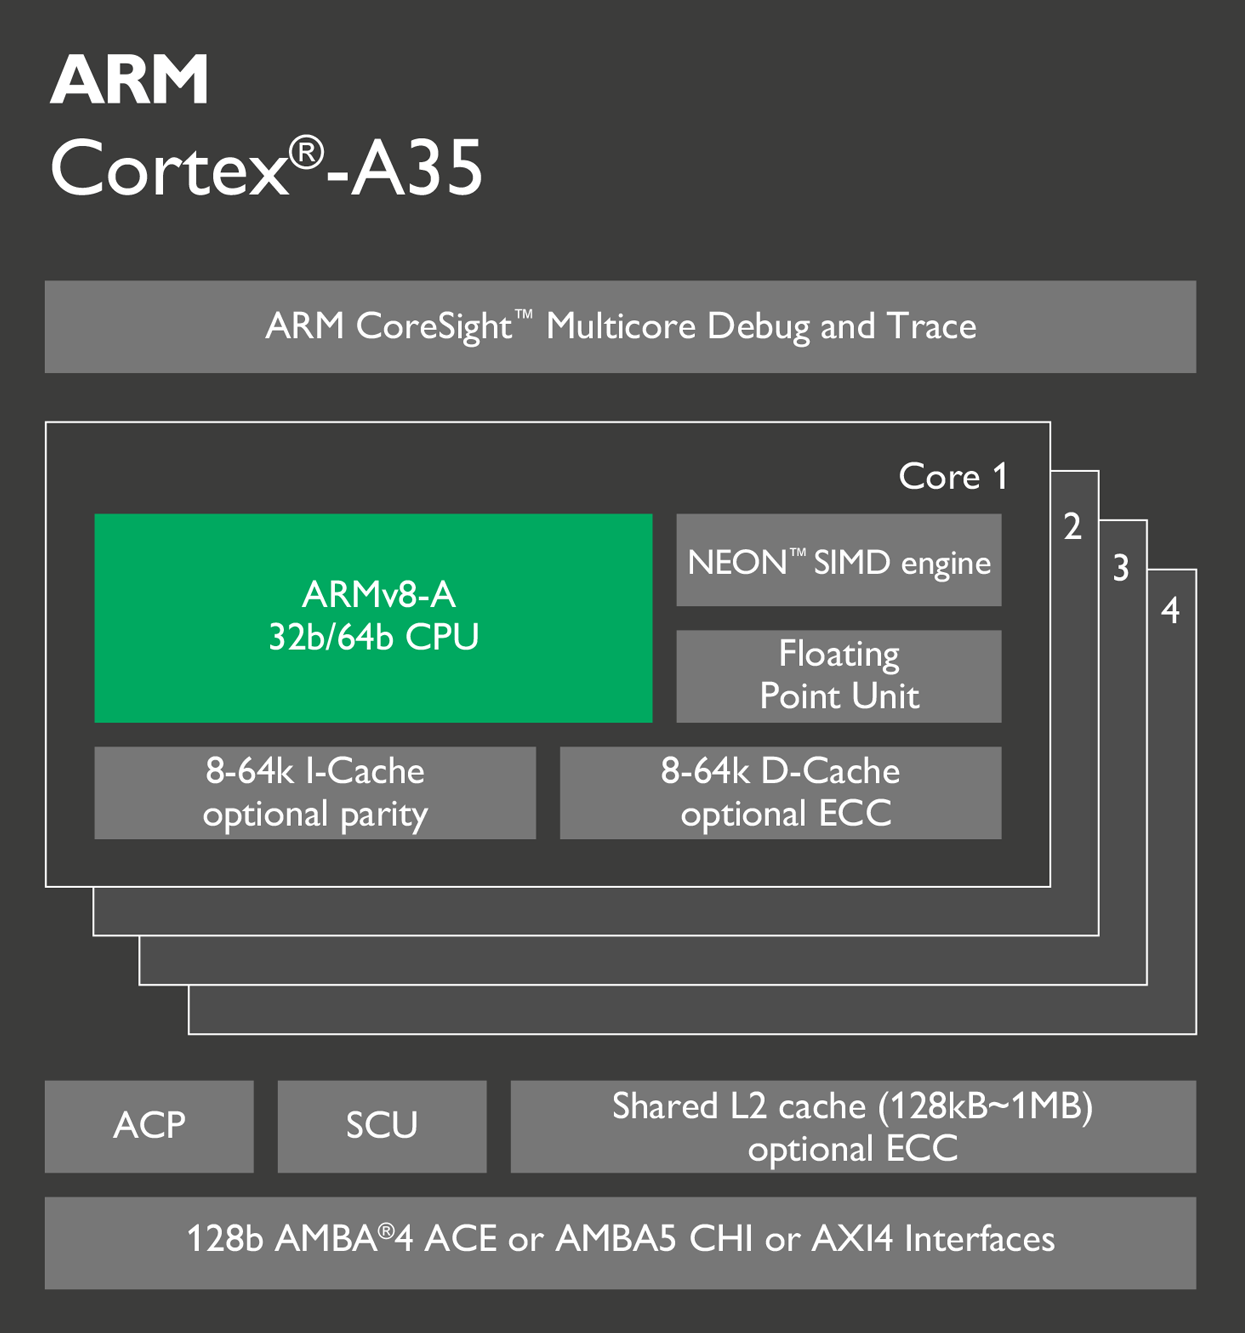 ARM
Cortex®-A35
ARM CoreSight™ Multicore Debug and Trace
Core 1
2
3
4
ARMv8-A
32b/64b CPU
NEON™ SIMD engine
Floating
Point Unit
8-64k I-Cache
optional parity
8-64k D-Cache
optional ECC
ACP
SCU
Shared L2 cache (128kB~1MB)
optional ECC
128b AMBA®4 ACE or AMBA5 CHI or AXI4 Interfaces